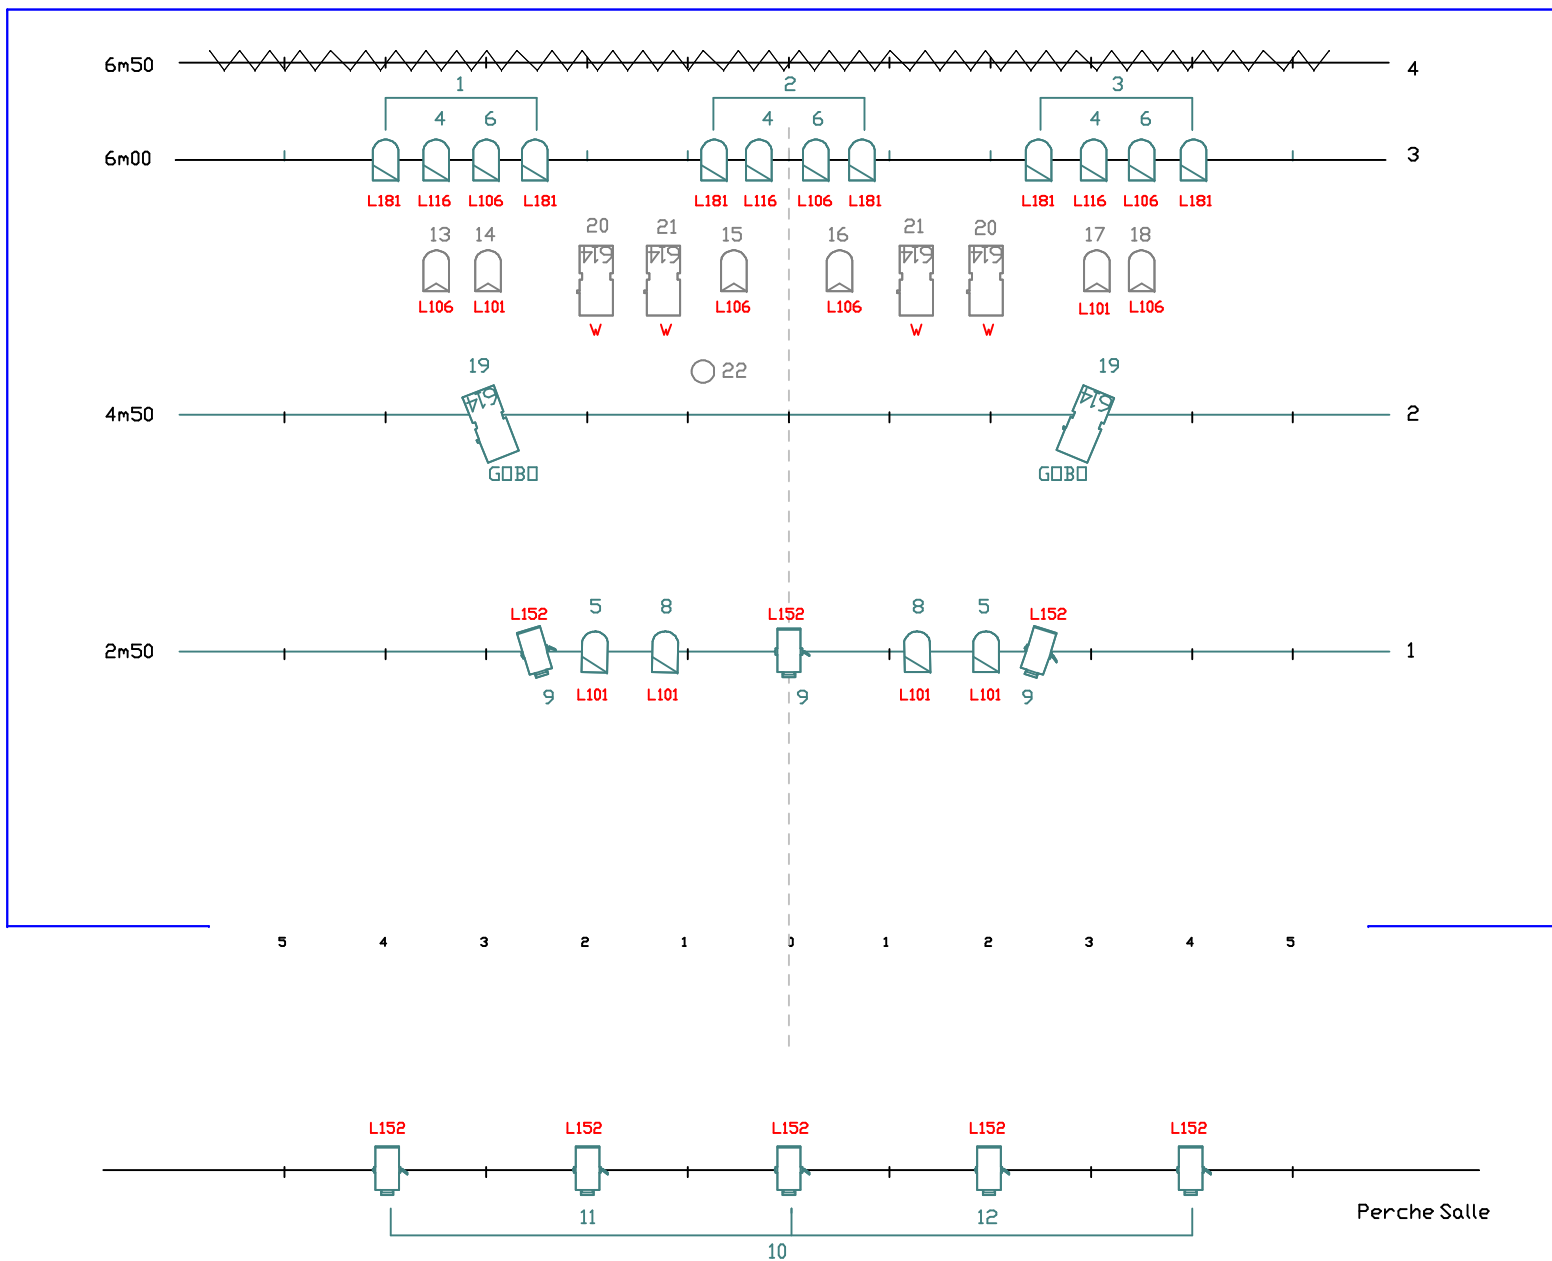 6m50 4
1 2 3
4 6 4 6 4 6
6m00 3
L181 L116 L106 L181 L181 L116 L106 L181 L181 L116 L106 L181
13 14 20 21 15 16 21 20 17 18
614 614 614 614
L106 L101 L106 L106 L101 L106
W W W W
19 22 19
614 614
4m50 2
GOBO GOBO
5 8 8 5
L152 L152 L152
2m50 1
9 L101 L101 9 L101 L101 9
5 4 3 2 1 0 1 2 3 4 5
L152 L152 L152 L152 L152
11 12 Perche Salle
10